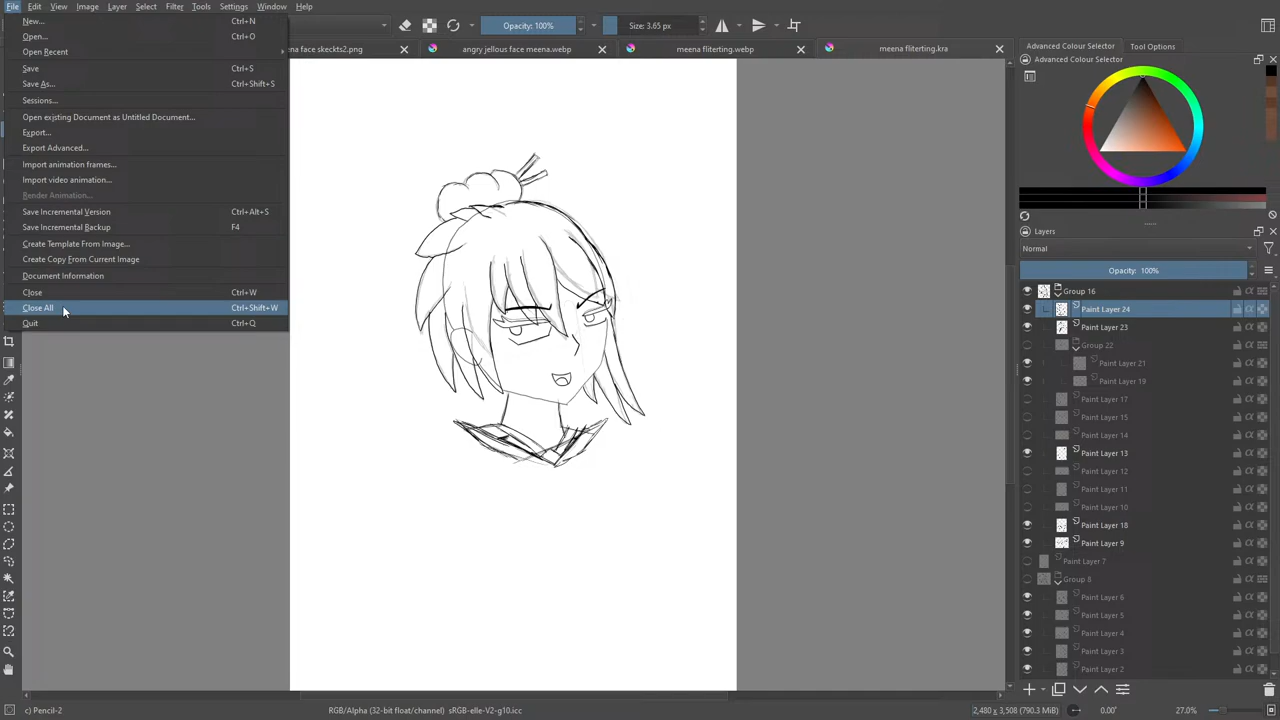 File Edit View Image Layer Select Filter Tools Settings Window Help
New... Ctrl+N
Open... Ctrl+O
Open Recent
Save Ctrl+S
Save As... Ctrl+Shift+S
Sessions...
Open existing Document as Untitled Document...
Export...
Export Advanced...
Import animation frames...
Import video animation...
Render Animation...
Save Incremental Version Ctrl+Alt+S
Save Incremental Backup F4
Create Template From Image...
Create Copy From Current Image
Document Information
Close Ctrl+W
Close All Ctrl+Shift+W
Quit Ctrl+Q
Opacity: 100% Size: 3.65 px
face skeckts2.png angry jellous face meena.webp meena fliterting.webp meena fliterting.kra
Advanced Colour Selector Tool Options
Advanced Colour Selector
Layers
Normal
Opacity: 100%
Group 16
Paint Layer 24
Paint Layer 23
Group 22
Paint Layer 21
Paint Layer 19
Paint Layer 17
Paint Layer 15
Paint Layer 14
Paint Layer 13
Paint Layer 12
Paint Layer 11
Paint Layer 10
Paint Layer 18
Paint Layer 9
Paint Layer 7
Group 8
Paint Layer 6
Paint Layer 5
Paint Layer 4
Paint Layer 3
Paint Layer 2
c) Pencil-2 RGB/Alpha (32-bit float/channel) sRGB-elle-V2-g10.icc 2,480 x 3,508 (790.3 MiB) 0.00° 27.0%